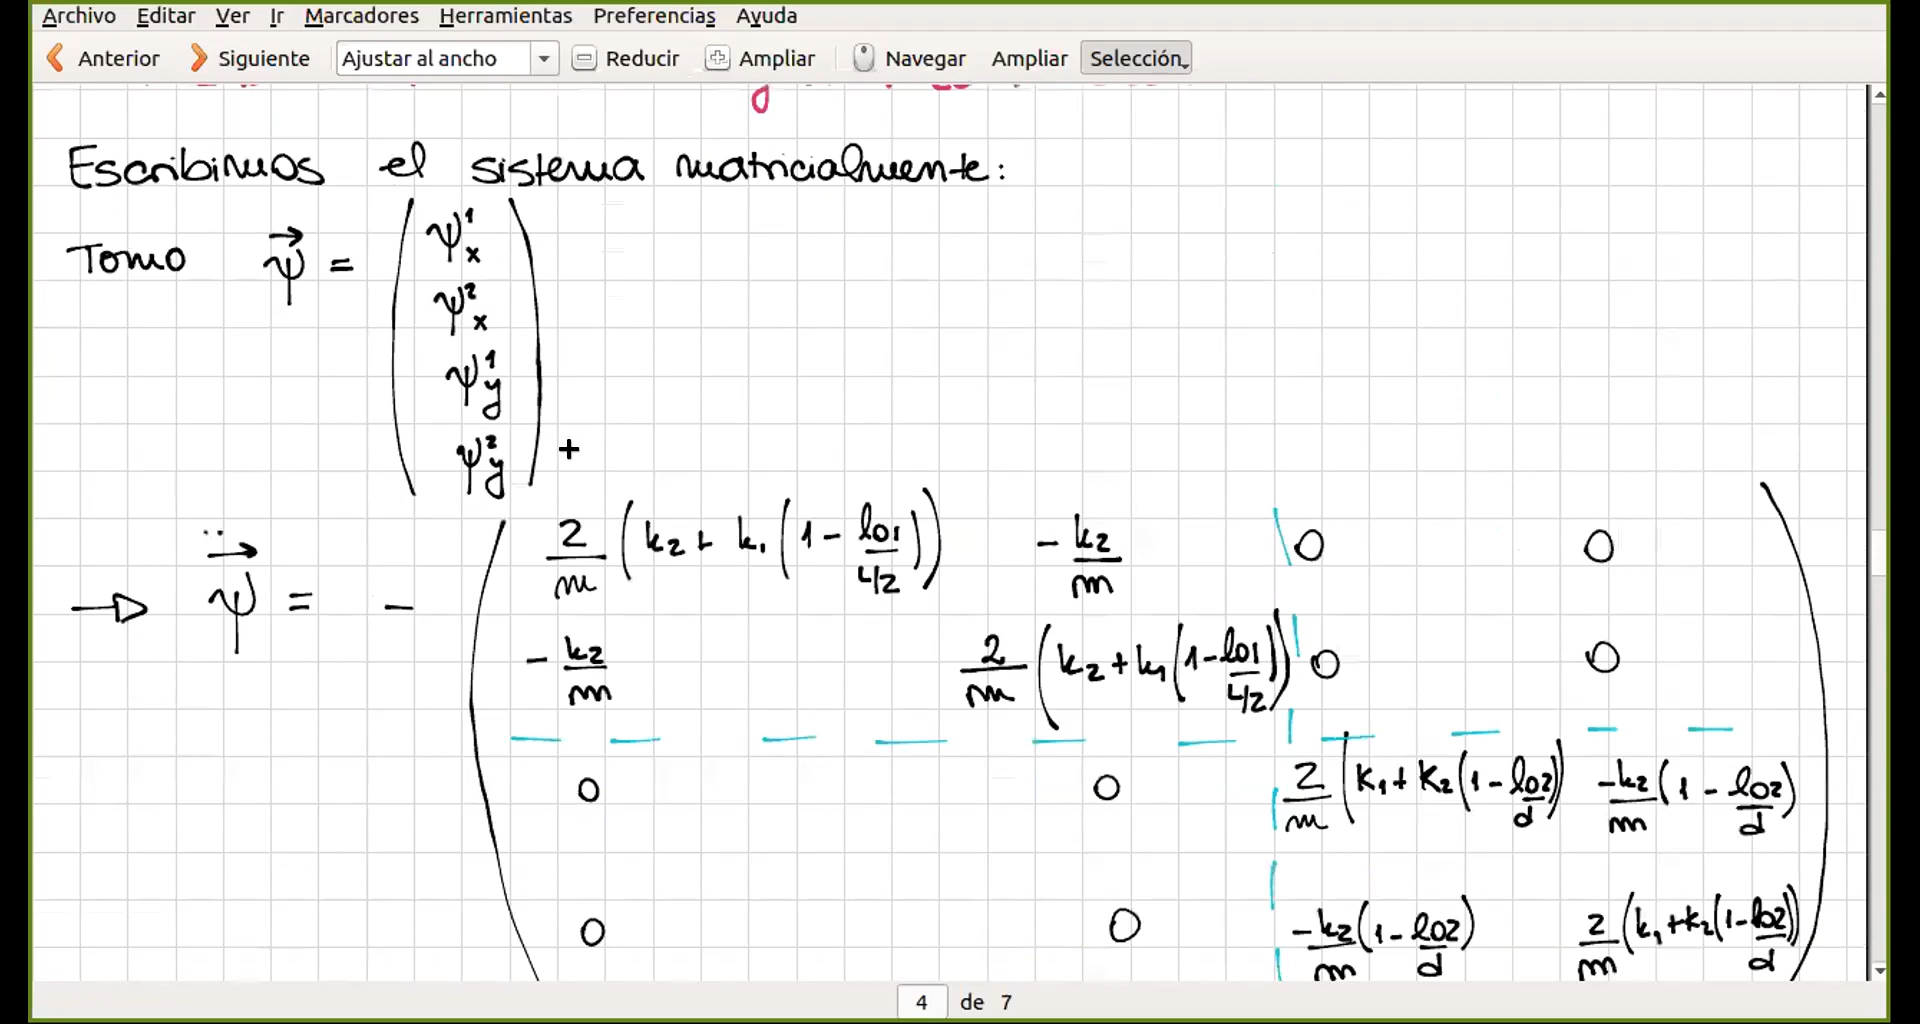 Archivo Editar Ver Ir Marcadores Herramientas Preferencias Ayuda
Anterior Siguiente Ajustar al ancho Reducir Ampliar Navegar Ampliar Selección
Escribimos el sistema matricialmente:
Tomo ψ⃗ = ( ψ¹ₓ
ψ²ₓ
ψ¹_y
ψ²_y )
→ ψ⃗̈ = - ( 2/m (k₂ + k₁ (1 - l01/(L/2))) -k₂/m 0 0
-k₂/m 2/m (k₂ + k₁ (1 - l01/(L/2))) 0 0
0 0 2/m (k₁ + k₂ (1 - l02/d) -k₂/m (1 - l02/d)
0 0 -k₂/m (1 - l02/d) 2/m (k₁ + k₂ (1 - l02/d)) )
4 de 7